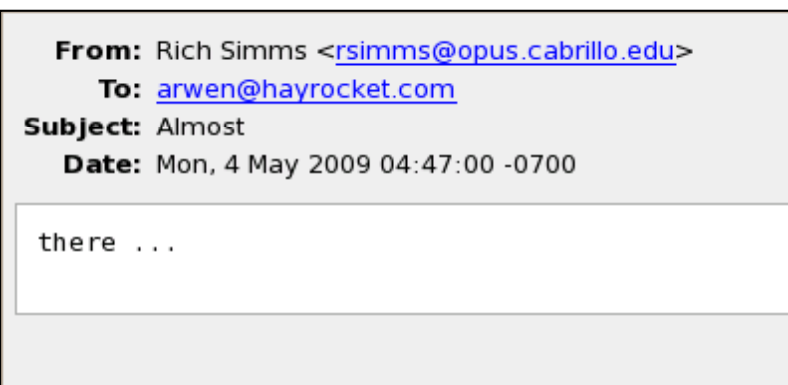 From: Rich Simms <rsimms@opus.cabrillo.edu>
To: arwen@hayrocket.com
Subject: Almost
Date: Mon, 4 May 2009 04:47:00 -0700
there ...